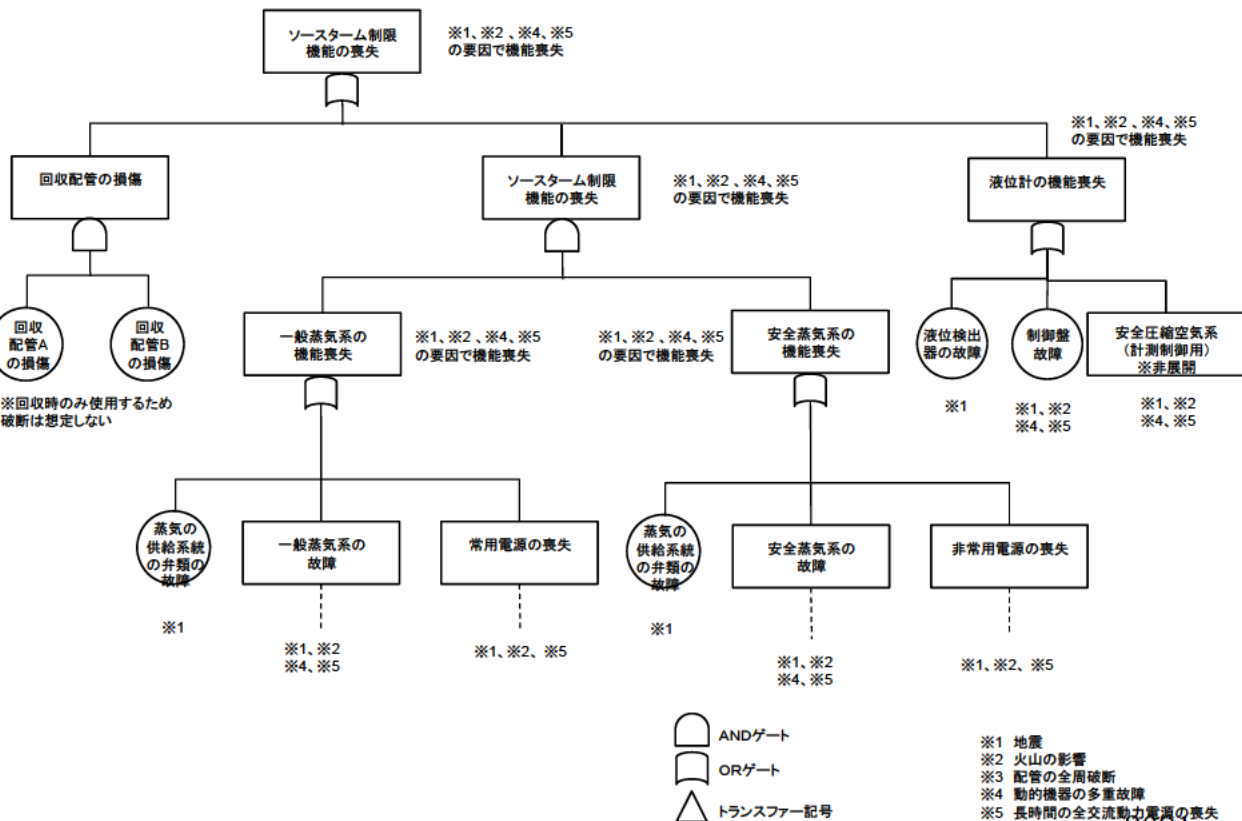 ソースターム制限
機能の喪失
※1、※2 、※4、※5
の要因で機能喪失
回収配管の損傷
ソースターム制限
機能の喪失
※1、※2 、※4、※5
の要因で機能喪失
※1、※2 、※4、※5
の要因で機能喪失
液位計の機能喪失
回収
配管A
の損傷
回収
配管B
の損傷
※回収時のみ使用するため
破断は想定しない
一般蒸気系の
機能喪失
※1、※2 、※4、※5
の要因で機能喪失
※1、※2 、※4、※5
の要因で機能喪失
安全蒸気系の
機能喪失
液位検出
器の故障
※1
制御盤
故障
※1、※2
※4、※5
安全圧縮空気系
(計測制御用)
※非展開
※1、※2
※4、※5
蒸気の
供給系統
の弁類の
故障
※1
一般蒸気系の
故障
※1、※2
※4、※5
常用電源の喪失
※1、※2、※5
蒸気の
供給系統
の弁類の
故障
※1
安全蒸気系の
故障
※1、※2
※4、※5
非常用電源の喪失
※1、※2、※5
ANDゲート
ORゲート
トランスファー記号
※1 地震
※2 火山の影響
※3 配管の全周破断
※4 動的機器の多重故障
※5 長時間の全交流動力電源の喪失